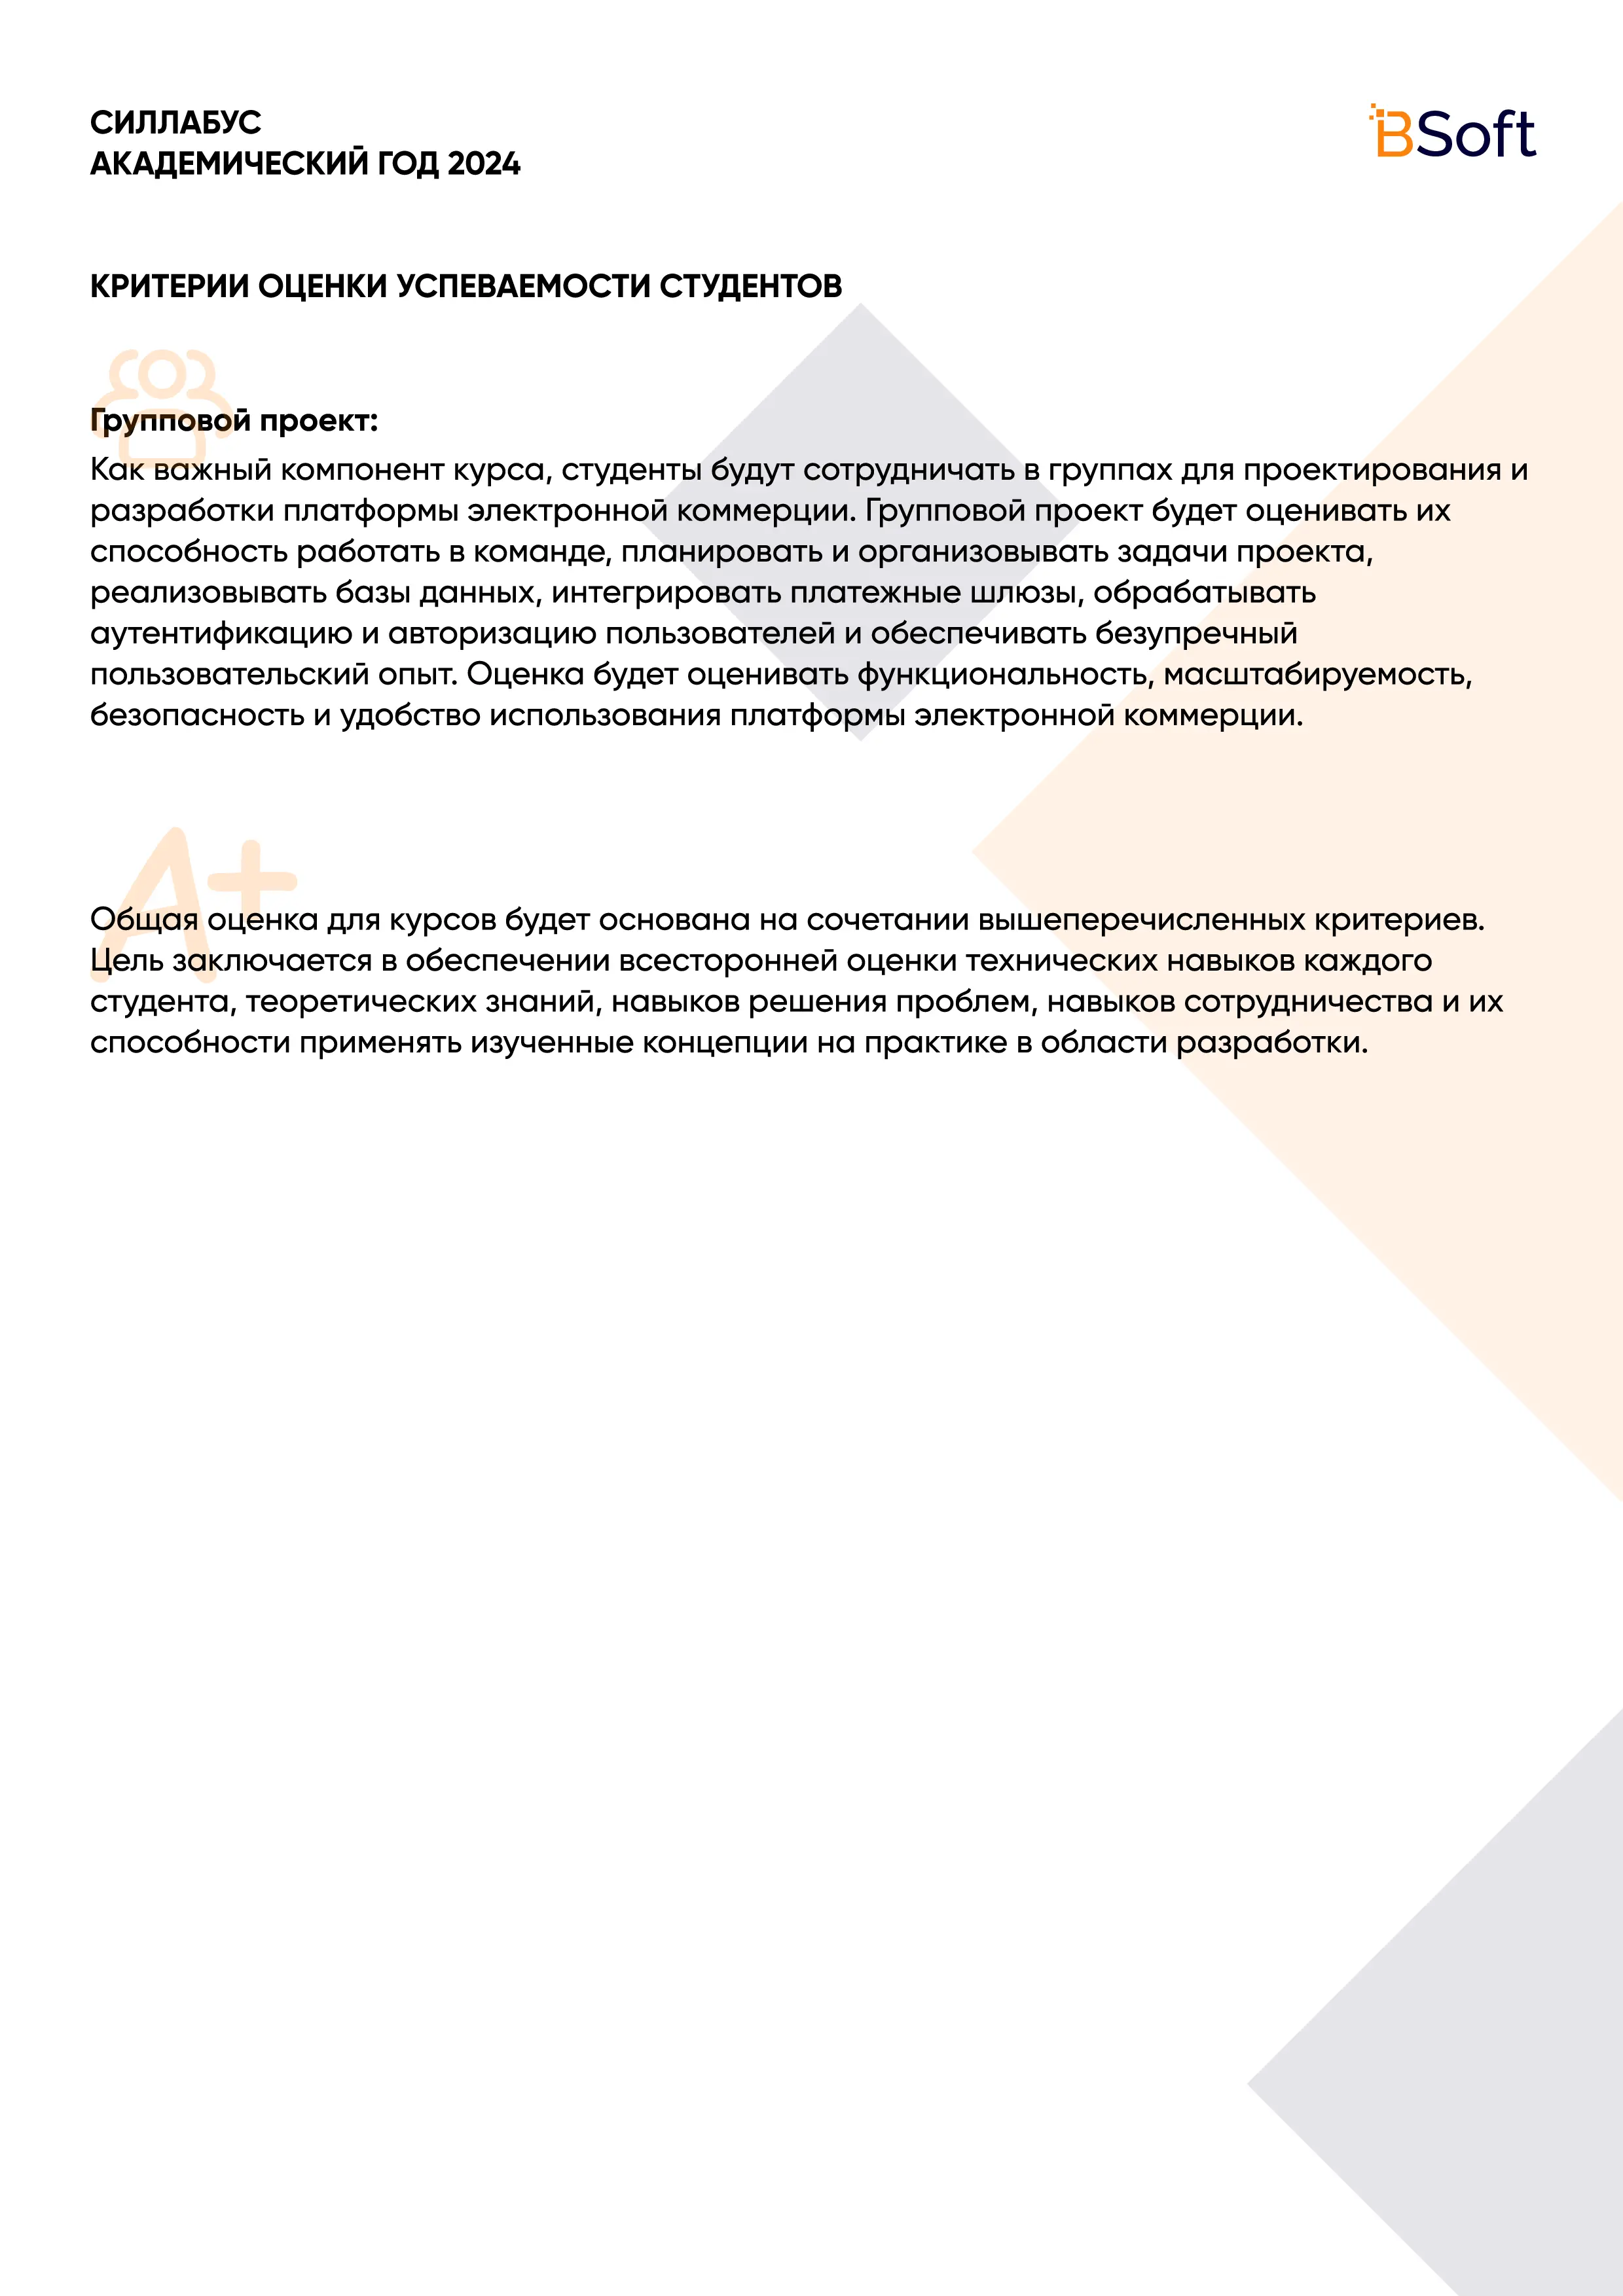 СИЛЛАБУС
АКАДЕМИЧЕСКИЙ ГОД 2024
BSoft
КРИТЕРИИ ОЦЕНКИ УСПЕВАЕМОСТИ СТУДЕНТОВ
Групповой проект:
Как важный компонент курса, студенты будут сотрудничать в группах для проектирования и
разработки платформы электронной коммерции. Групповой проект будет оценивать их
способность работать в команде, планировать и организовывать задачи проекта,
реализовывать базы данных, интегрировать платежные шлюзы, обрабатывать
аутентификацию и авторизацию пользователей и обеспечивать безупречный
пользовательский опыт. Оценка будет оценивать функциональность, масштабируемость,
безопасность и удобство использования платформы электронной коммерции.
A+
Общая оценка для курсов будет основана на сочетании вышеперечисленных критериев.
Цель заключается в обеспечении всесторонней оценки технических навыков каждого
студента, теоретических знаний, навыков решения проблем, навыков сотрудничества и их
способности применять изученные концепции на практике в области разработки.